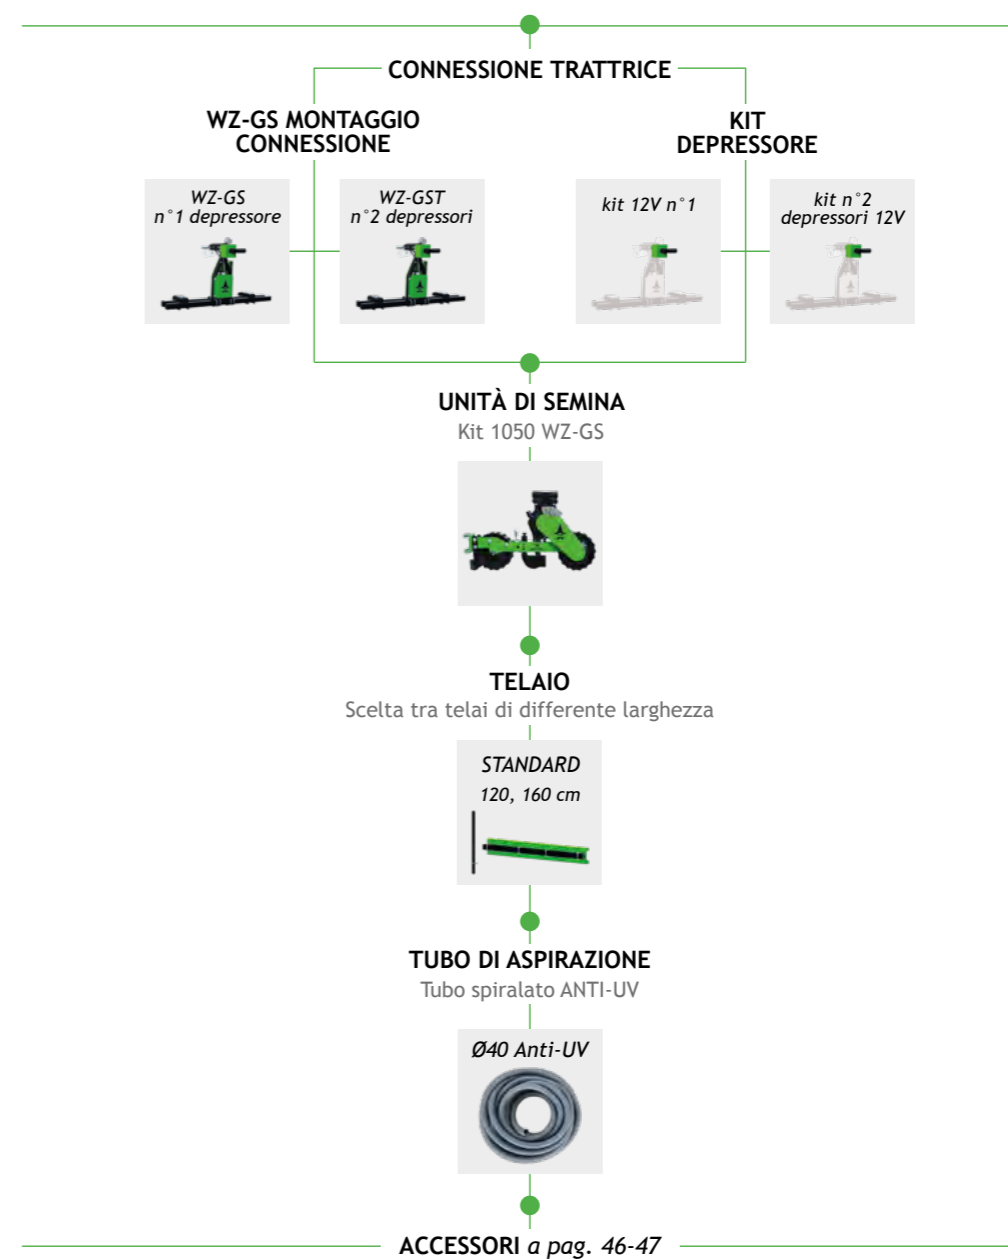 CONNESSIONE TRATTRICE
WZ-GS MONTAGGIO
CONNESSIONE
WZ-GS
n°1 depressore
WZ-GST
n°2 depressori
KIT
DEPRESSORE
kit 12V n°1
kit n°2
depressori 12V
UNITÀ DI SEMINA
Kit 1050 WZ-GS
TELAIO
Scelta tra telai di differente larghezza
STANDARD
120, 160 cm
TUBO DI ASPIRAZIONE
Tubo spiralato ANTI-UV
Ø40 Anti-UV
ACCESSORI a pag. 46-47